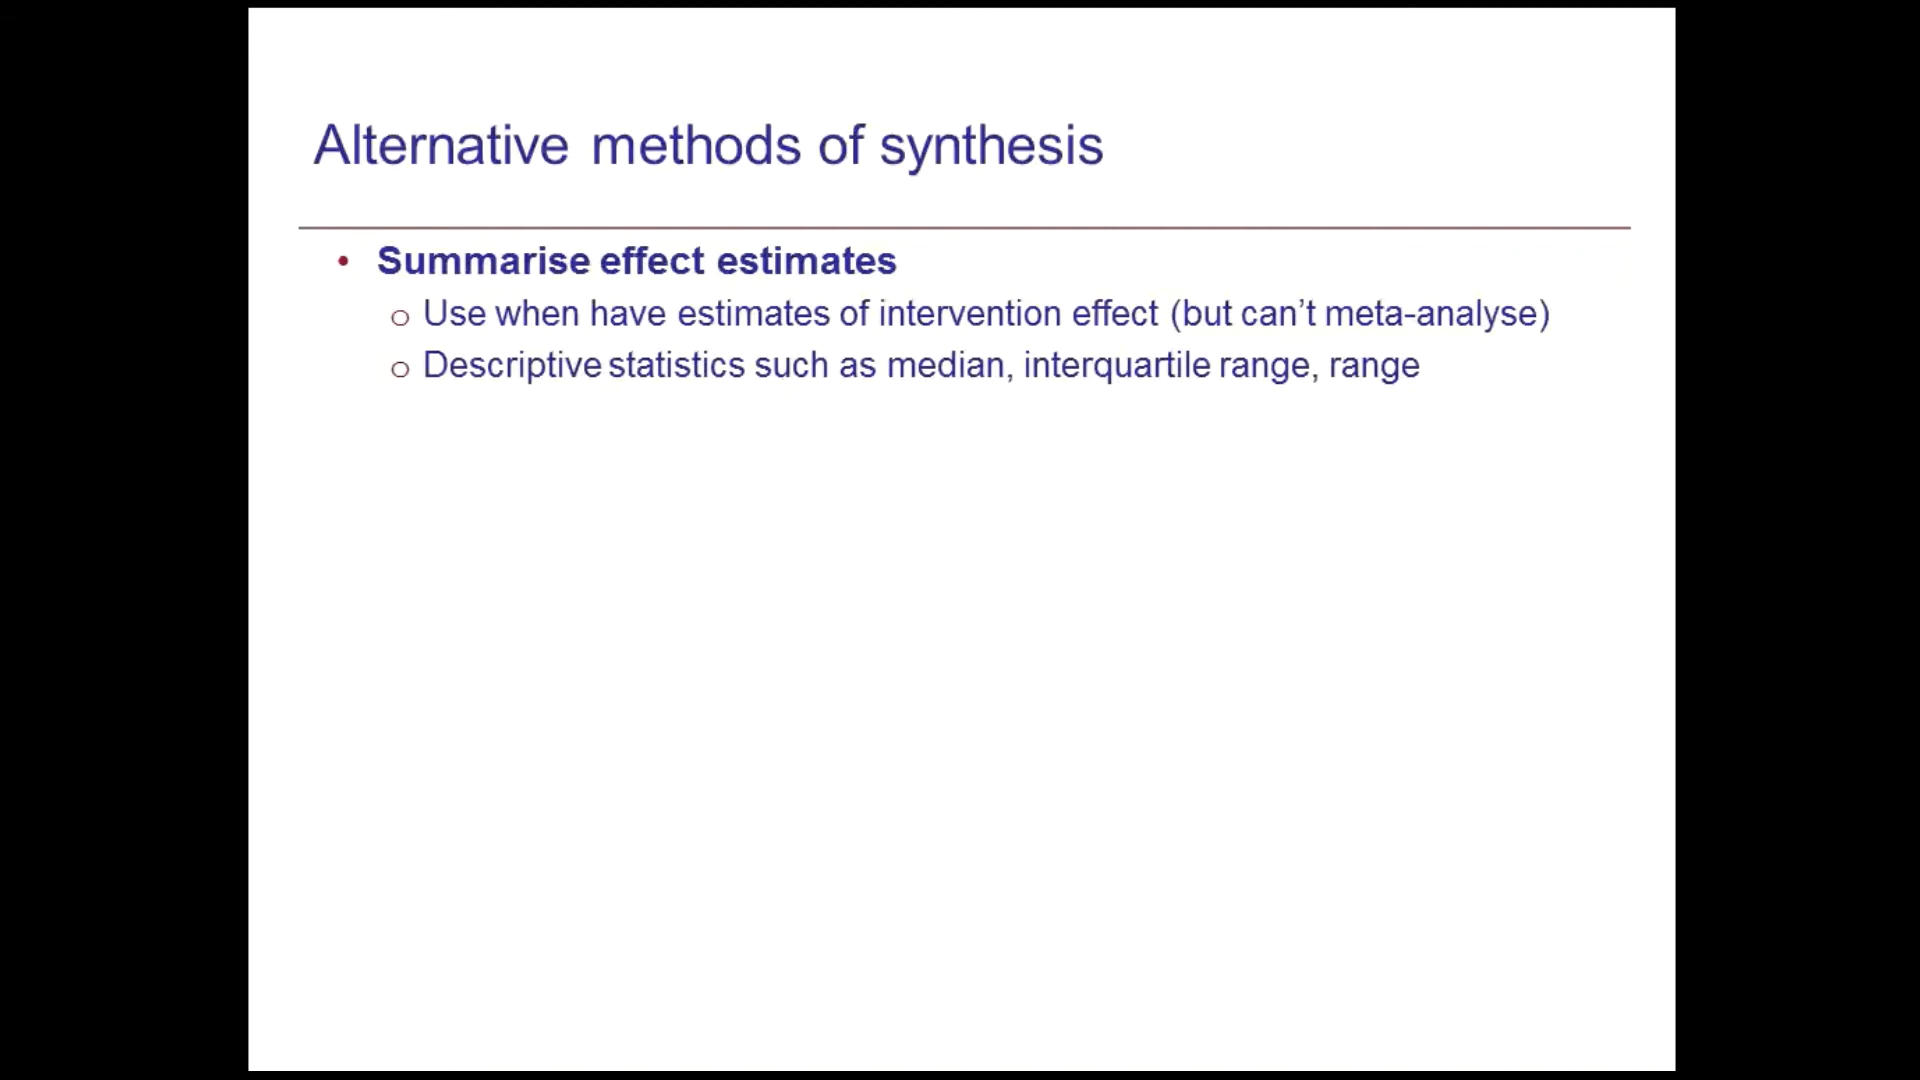 Alternative methods of synthesis
• Summarise effect estimates
o Use when have estimates of intervention effect (but can’t meta-analyse)
o Descriptive statistics such as median, interquartile range, range